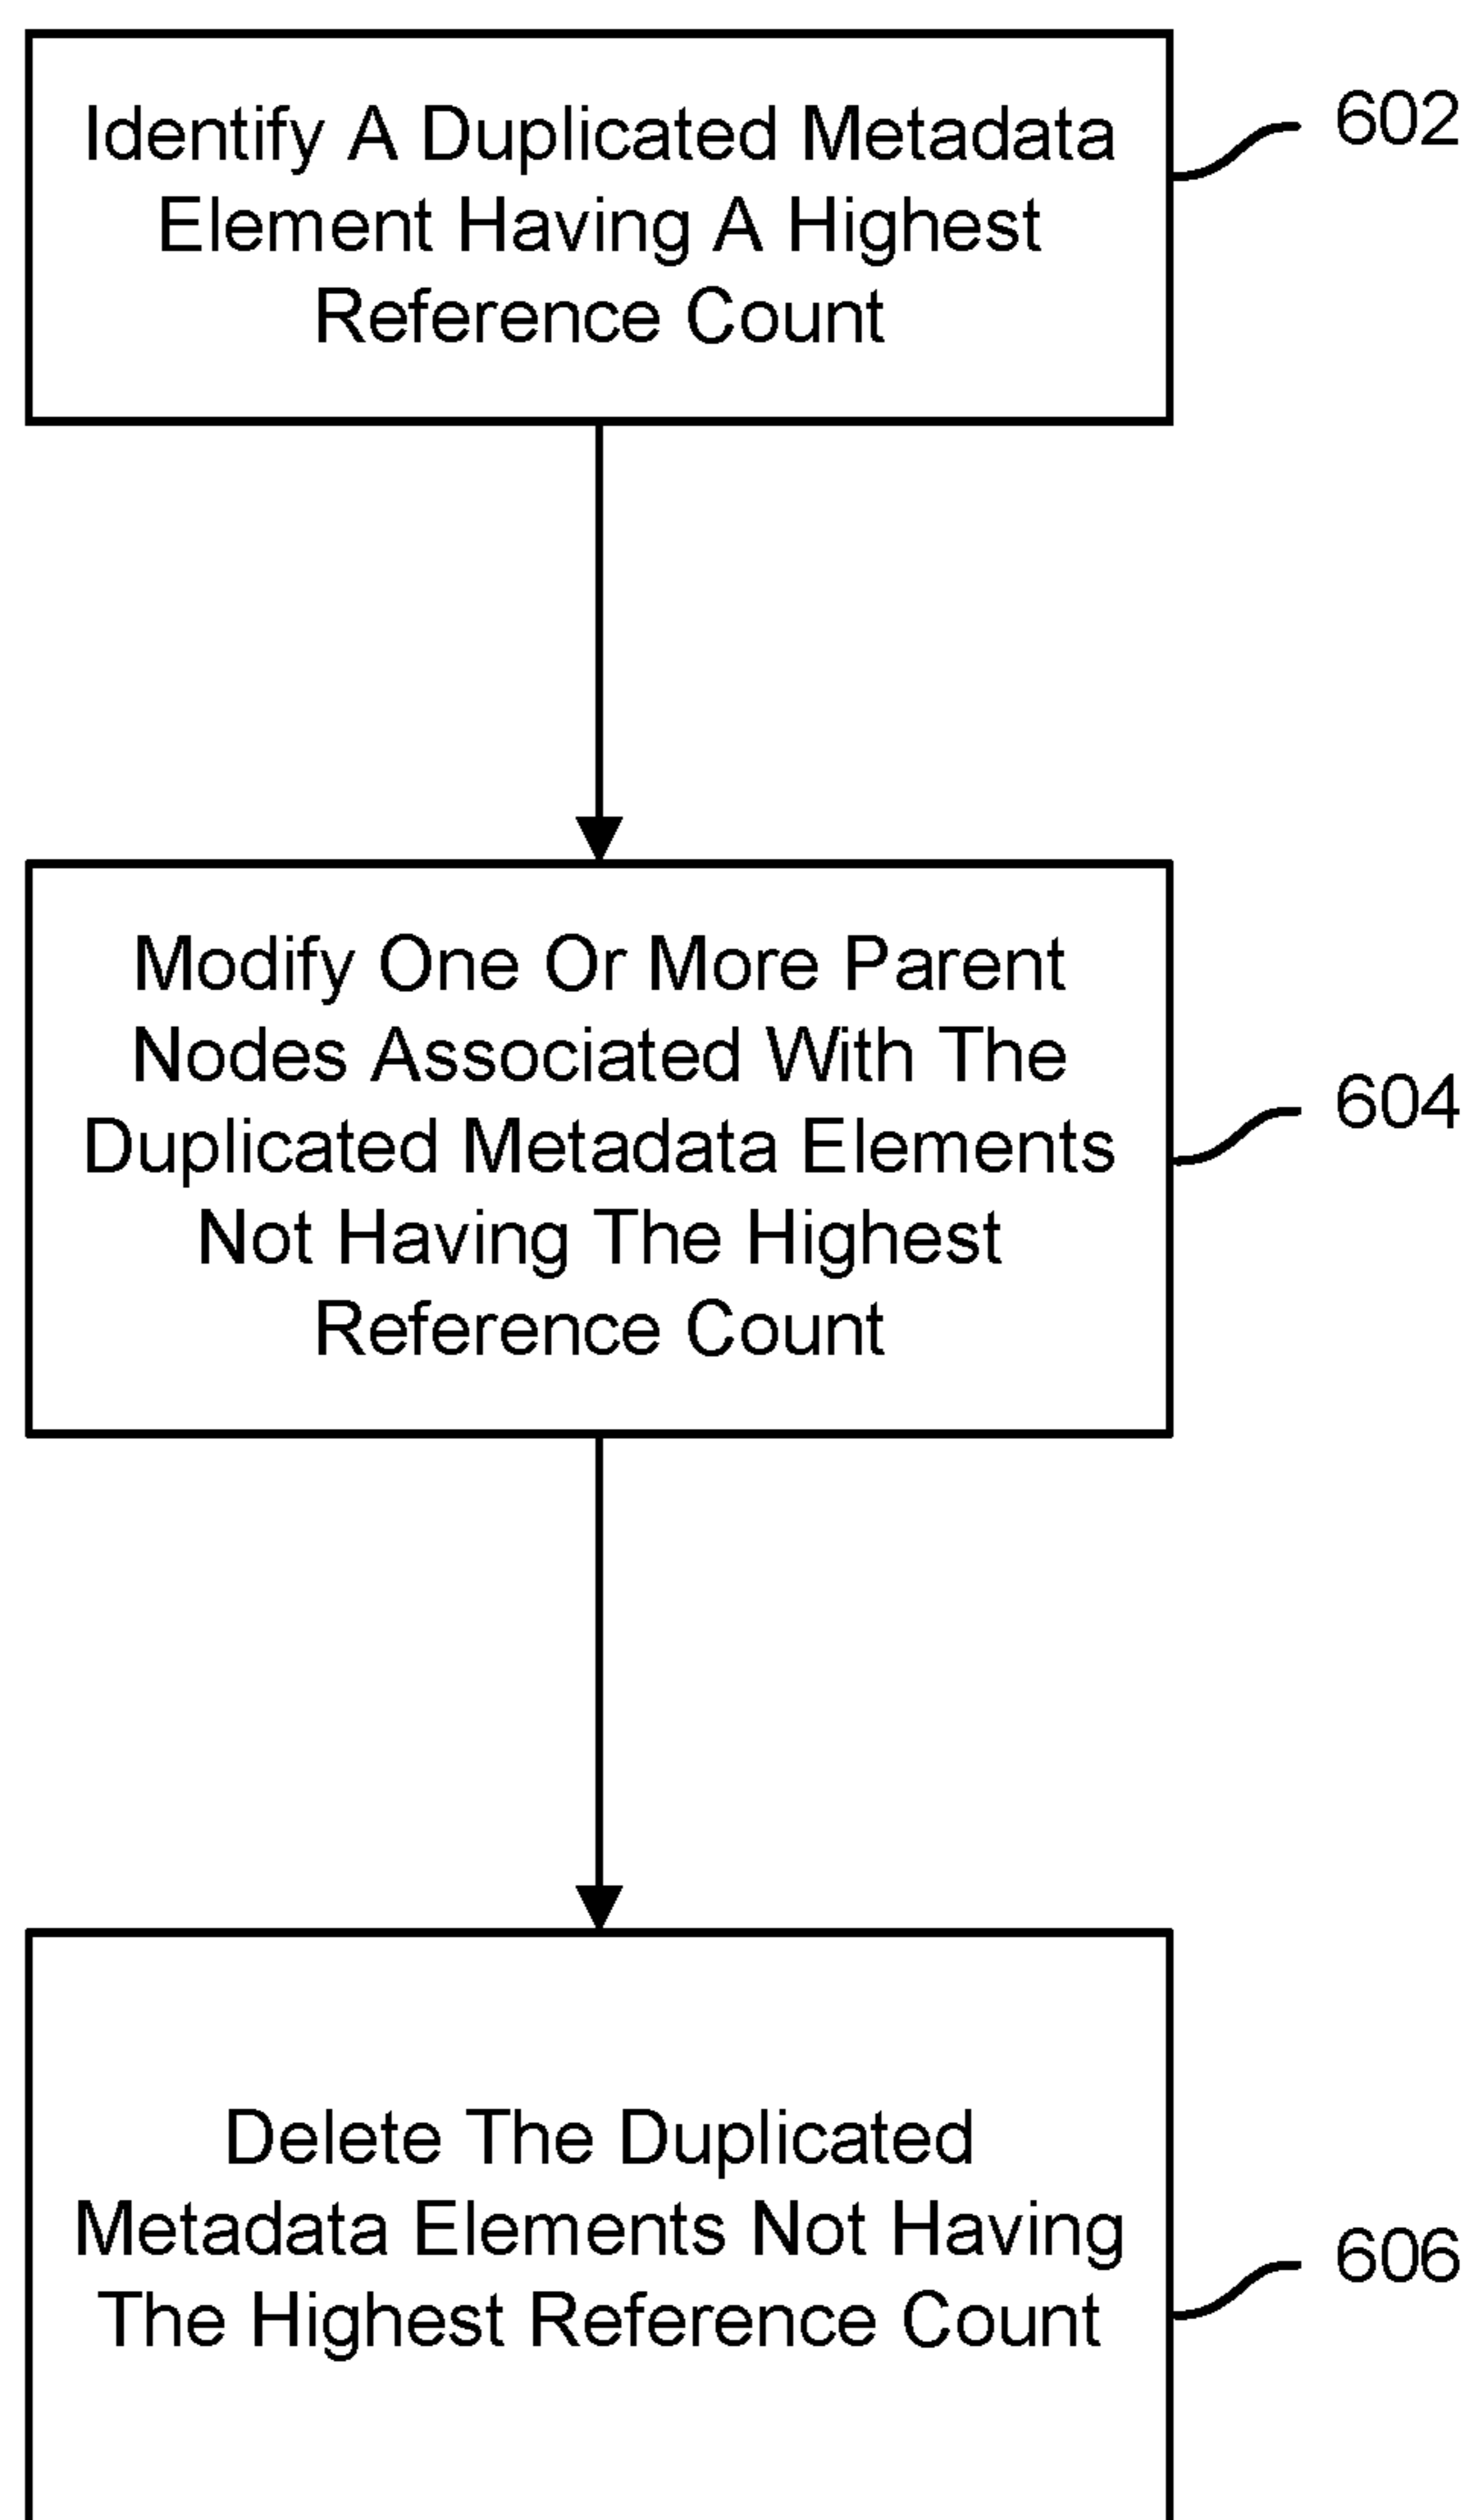 Identify A Duplicated Metadata
Element Having A Highest
Reference Count
602
Modify One Or More Parent
Nodes Associated With The
Duplicated Metadata Elements
Not Having The Highest
Reference Count
604
Delete The Duplicated
Metadata Elements Not Having
The Highest Reference Count
606